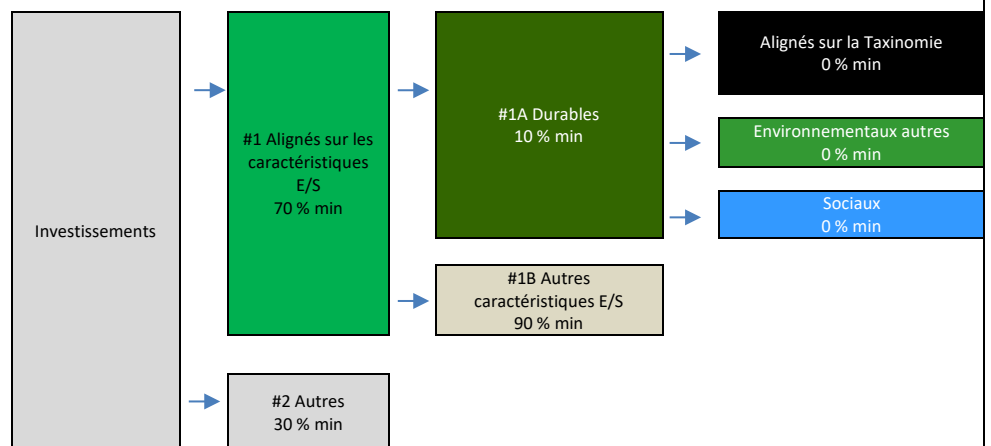 Investissements
#1 Alignés sur les
caractéristiques
E/S
70 % min
#2 Autres
30 % min
#1A Durables
10 % min
#1B Autres
caractéristiques E/S
90 % min
Alignés sur la Taxinomie
0 % min
Environnementaux autres
0 % min
Sociaux
0 % min